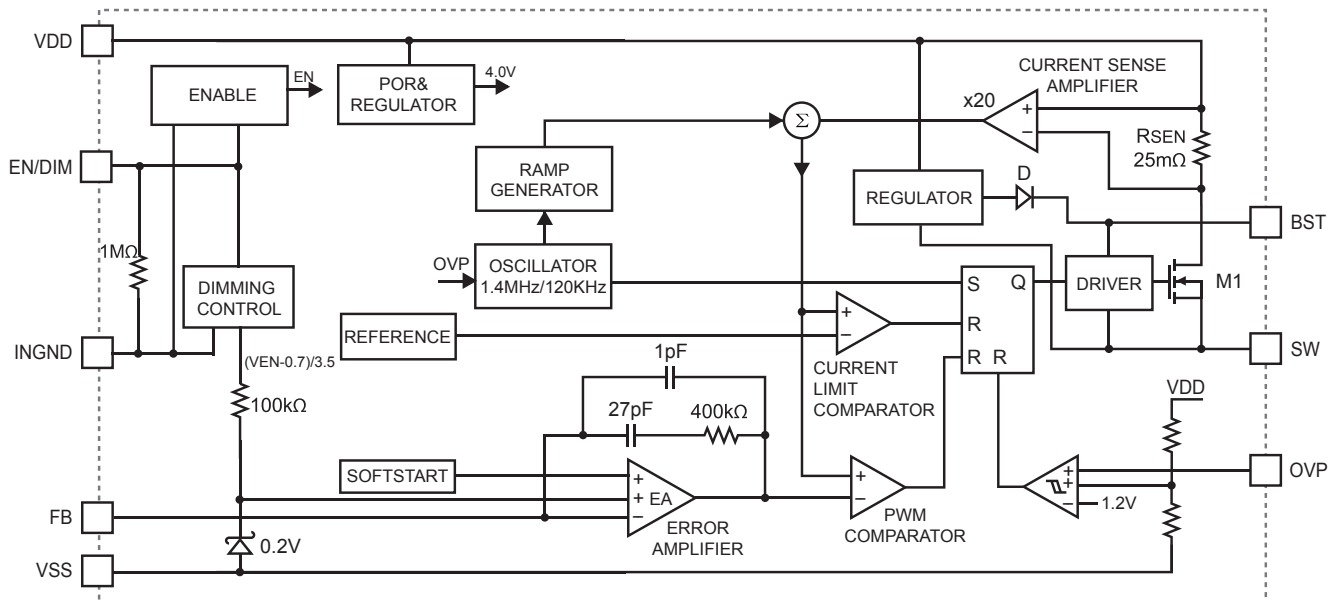 VDD
ENABLE
EN
POR&
REGULATOR
4.0V
CURRENT SENSE
AMPLIFIER
x20
+
−
Σ
RSEN
25mΩ
EN/DIM
RAMP
GENERATOR
REGULATOR
D
BST
1MΩ
OVP
OSCILLATOR
1.4MHz/120KHz
DIMMING
CONTROL
S
Q
R
R R
DRIVER
M1
REFERENCE
+
−
CURRENT
LIMIT
COMPARATOR
INGND
SW
(VEN-0.7)/3.5
100kΩ
1pF
27pF
400kΩ
VDD
SOFTSTART
+
+ EA
−
ERROR
AMPLIFIER
+
−
PWM
COMPARATOR
+
+
−
1.2V
OVP
FB
0.2V
VSS